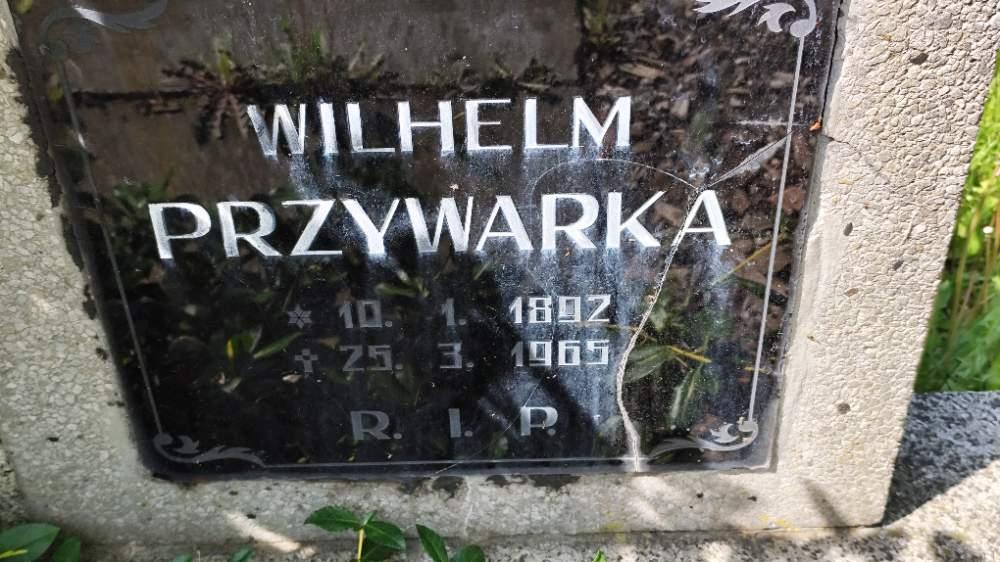 WILHELM
PRZYWARKA
✲ 10. 1. 1892
✝ 25. 3. 1965
R. I. P.